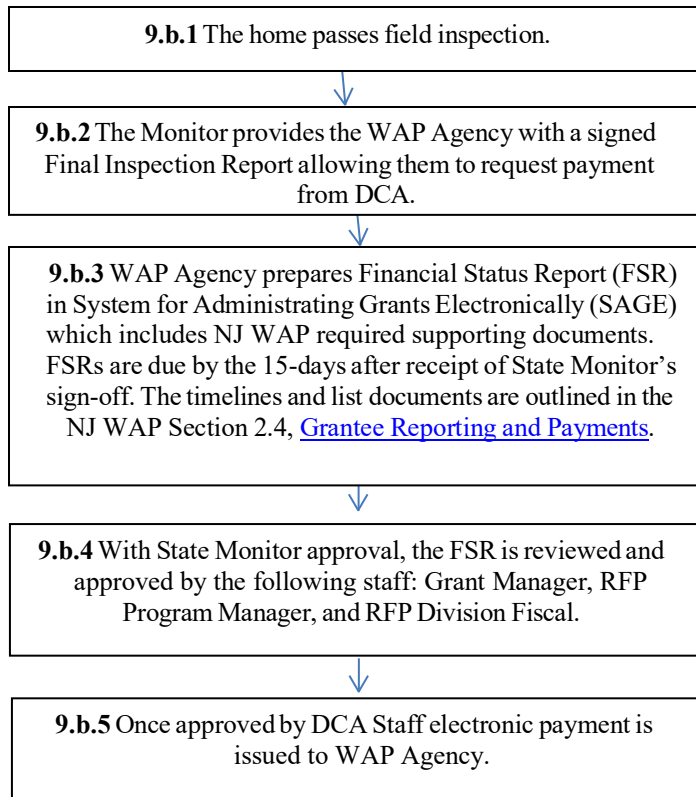 9.b.1 The home passes field inspection.
9.b.2 The Monitor provides the WAP Agency with a signed
Final Inspection Report allowing them to request payment
from DCA.
9.b.3 WAP Agency prepares Financial Status Report (FSR)
in System for Administrating Grants Electronically (SAGE)
which includes NJ WAP required supporting documents.
FSRs are due by the 15-days after receipt of State Monitor’s
sign-off. The timelines and list documents are outlined in the
NJ WAP Section 2.4, Grantee Reporting and Payments.
9.b.4 With State Monitor approval, the FSR is reviewed and
approved by the following staff: Grant Manager, RFP
Program Manager, and RFP Division Fiscal.
9.b.5 Once approved by DCA Staff electronic payment is
issued to WAP Agency.